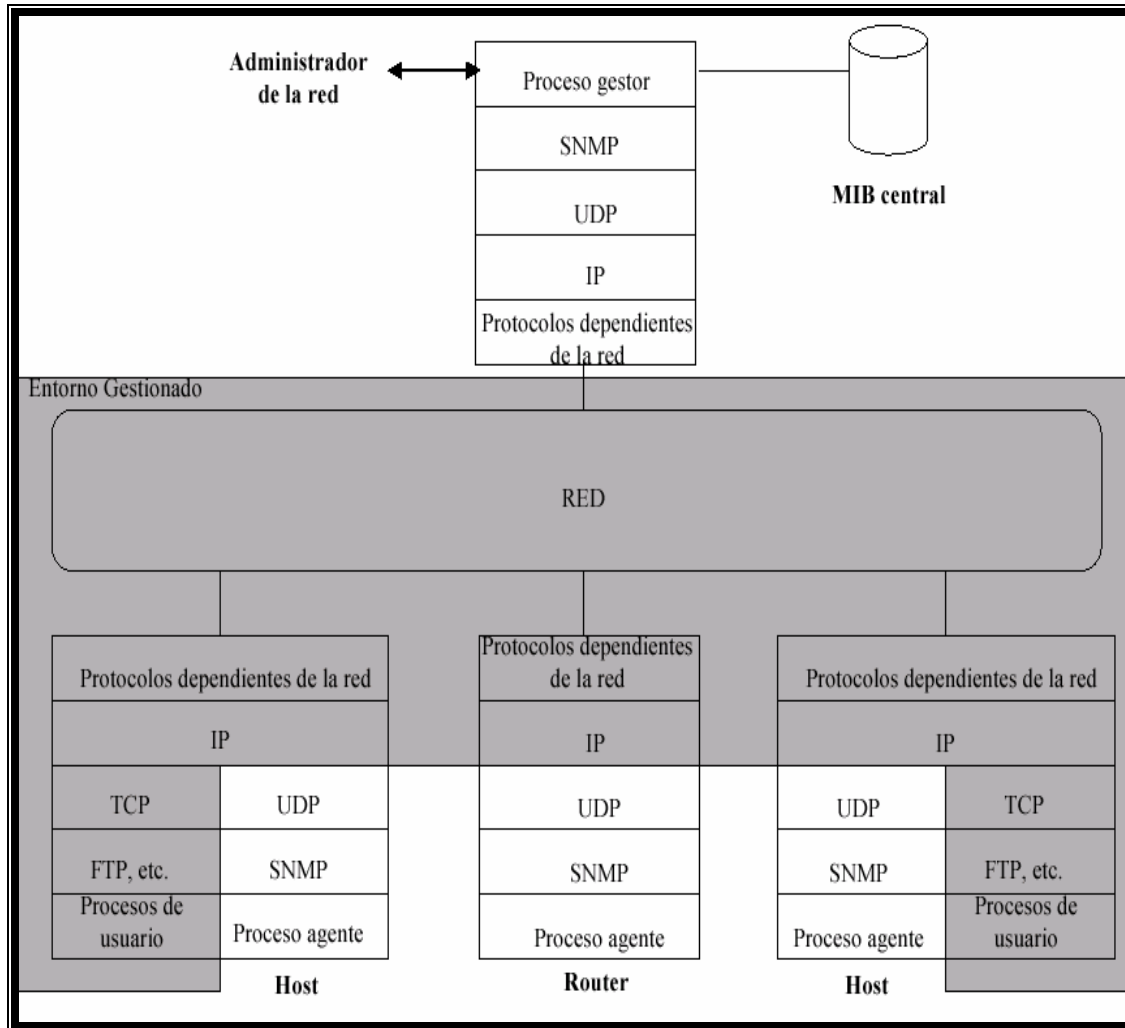 Administrador
de la red
Proceso gestor
SNMP
UDP
IP
Protocolos dependientes
de la red
MIB central
Entorno Gestionado
RED
Protocolos dependientes de la red
IP
TCP
UDP
FTP, etc.
SNMP
Procesos de
usuario
Proceso agente
Host
Protocolos dependientes
de la red
IP
UDP
SNMP
Proceso agente
Router
Protocolos dependientes de la red
IP
UDP
TCP
SNMP
FTP, etc.
Proceso agente
Procesos de
usuario
Host